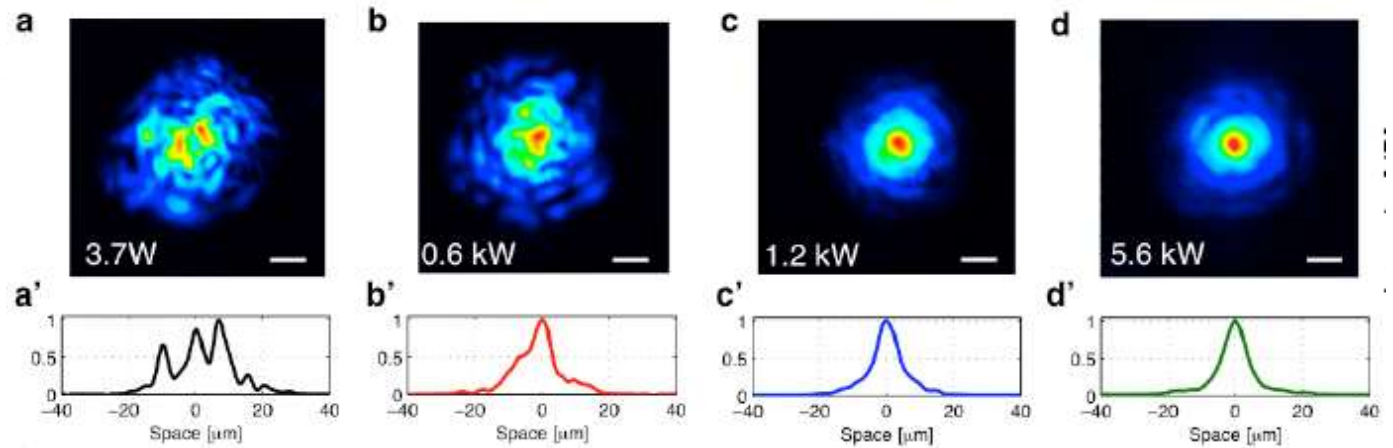 a b c d
3.7W 0.6 kW 1.2 kW 5.6 kW
a' b' c' d'
1 1 1 1
0.5 0.5 0.5 0.5
0 0 0 0
−40 −20 0 20 40 −40 −20 0 20 40 −40 −20 0 20 40 −40 −20 0 20 40
Space [μm] Space [μm] Space [μm] Space [μm]